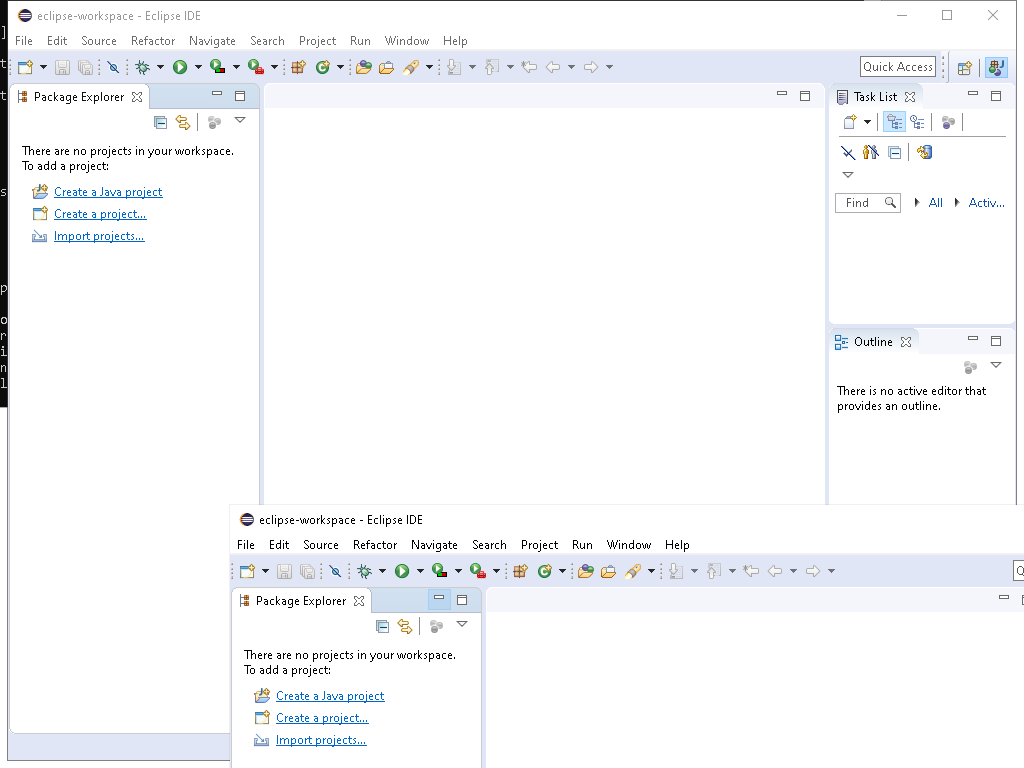 eclipse-workspace - Eclipse IDE
File Edit Source Refactor Navigate Search Project Run Window Help
Quick Access
Package Explorer
There are no projects in your workspace.
To add a project:
Create a Java project
Create a project...
Import projects...
Task List
Find All Activ...
Outline
There is no active editor that
provides an outline.
eclipse-workspace - Eclipse IDE
File Edit Source Refactor Navigate Search Project Run Window Help
Package Explorer
There are no projects in your workspace.
To add a project:
Create a Java project
Create a project...
Import projects...